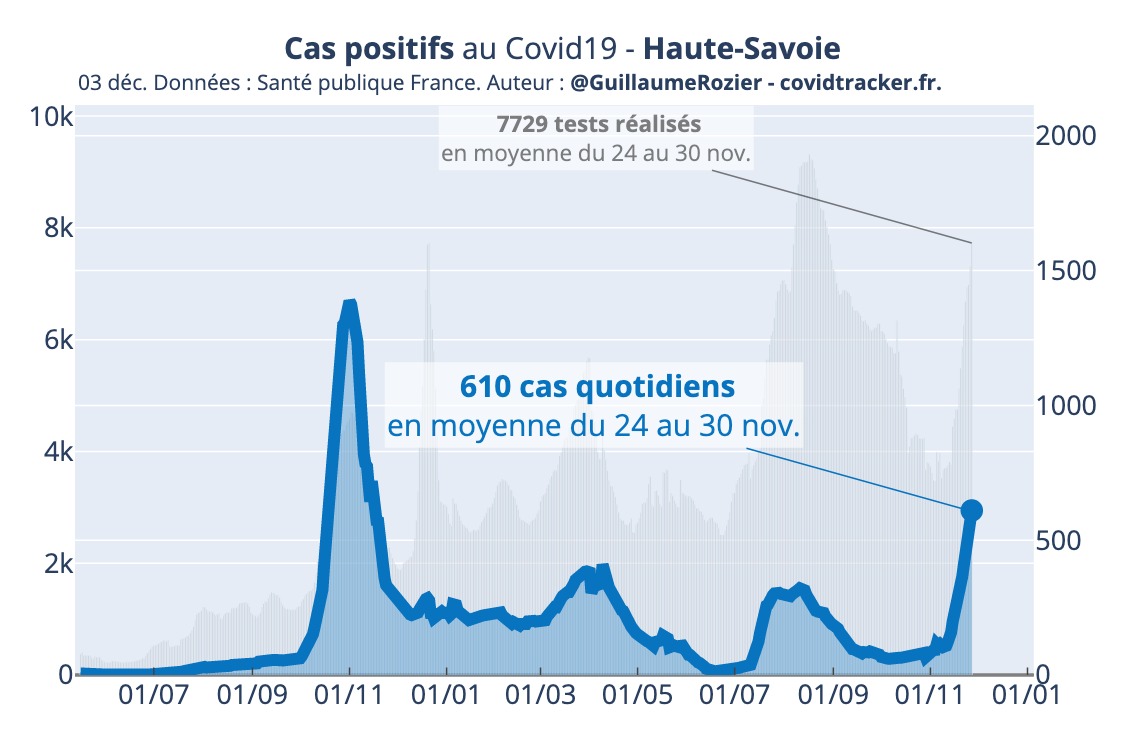 Cas positifs au Covid19 - Haute-Savoie
03 déc. Données : Santé publique France. Auteur : @GuillaumeRozier - covidtracker.fr.
10k
8k
6k
4k
2k
0
7729 tests réalisés
en moyenne du 24 au 30 nov.
610 cas quotidiens
en moyenne du 24 au 30 nov.
2000
1500
1000
500
0
01/07 01/09 01/11 01/01 01/03 01/05 01/07 01/09 01/11 01/01